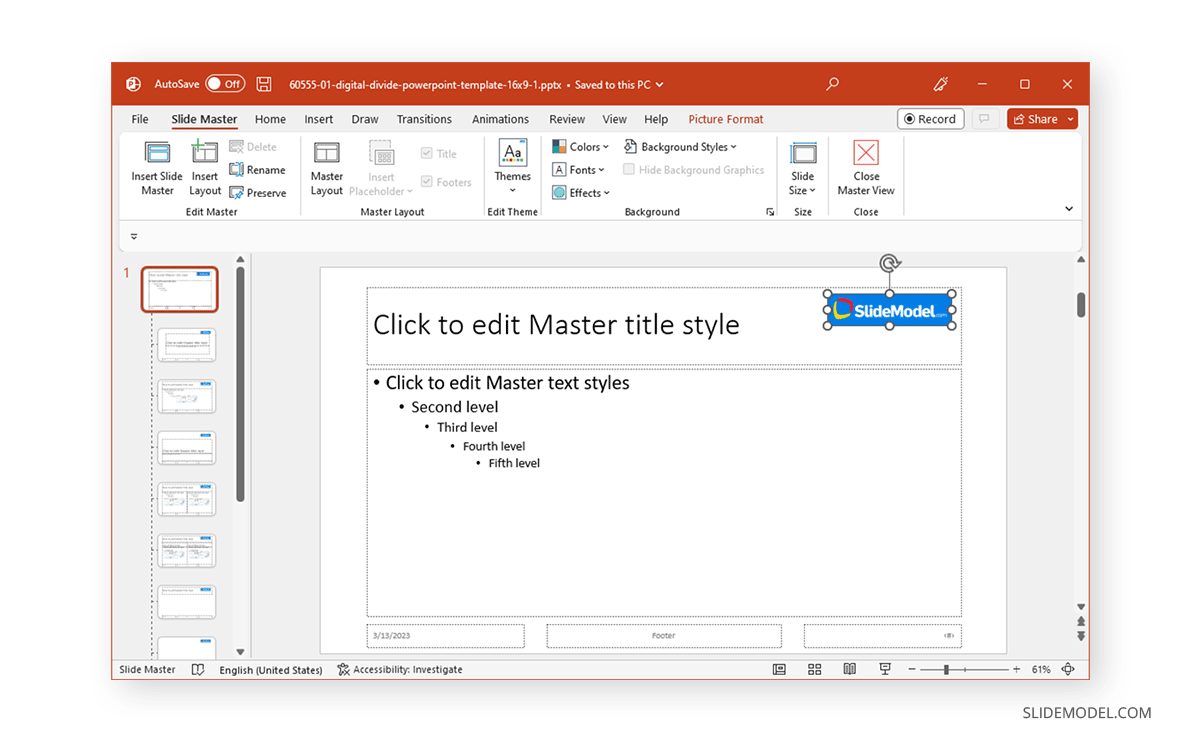 AutoSave Off 60555-01-digital-divide-powerpoint-template-16x9-1.pptx • Saved to this PC
File Slide Master Home Insert Draw Transitions Animations Review View Help Picture Format Record Share
Insert Slide Master
Insert Layout
Delete
Rename
Preserve
Edit Master
Master Layout
Insert Placeholder
Title
Footers
Master Layout
Aa
Themes
Edit Theme
Colors
Fonts
Effects
Background Styles
Hide Background Graphics
Background
Slide Size
Size
Close Master View
Close
1
SlideModel.com
Click to edit Master title style
• Click to edit Master text styles
• Second level
• Third level
• Fourth level
• Fifth level
3/13/2023 Footer ‹#›
Slide Master English (United States) Accessibility: Investigate 61%
SLIDEMODEL.COM